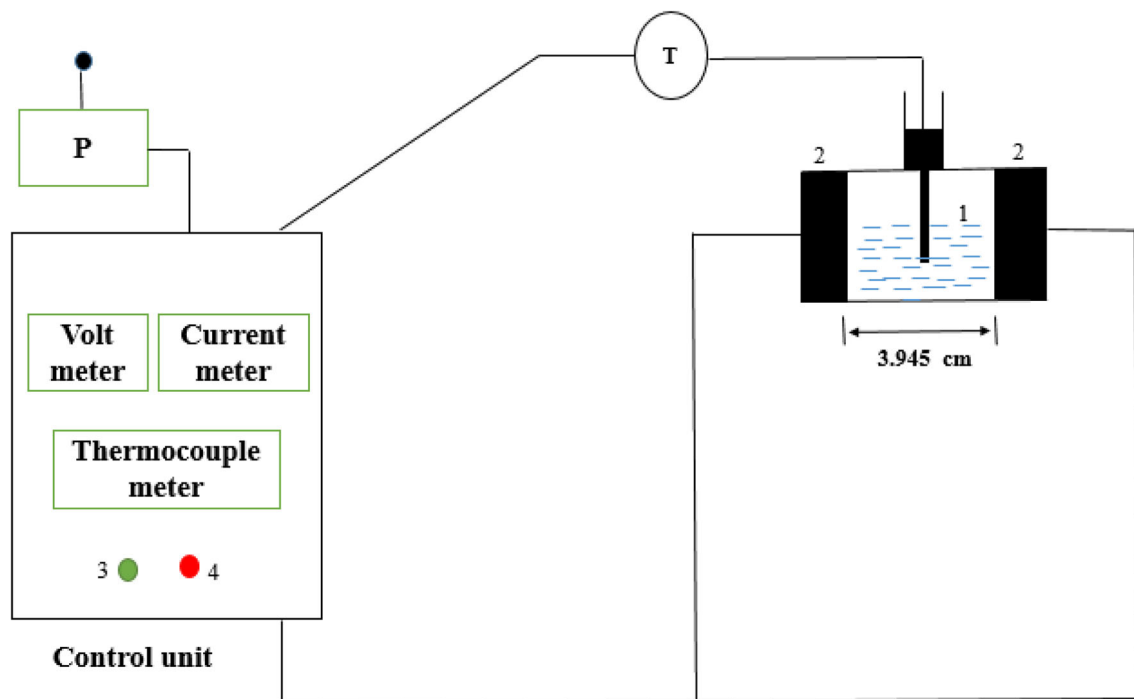 T
P
2
2
1
Volt
meter
Current
meter
3.945 cm
Thermocouple
meter
3
4
Control unit